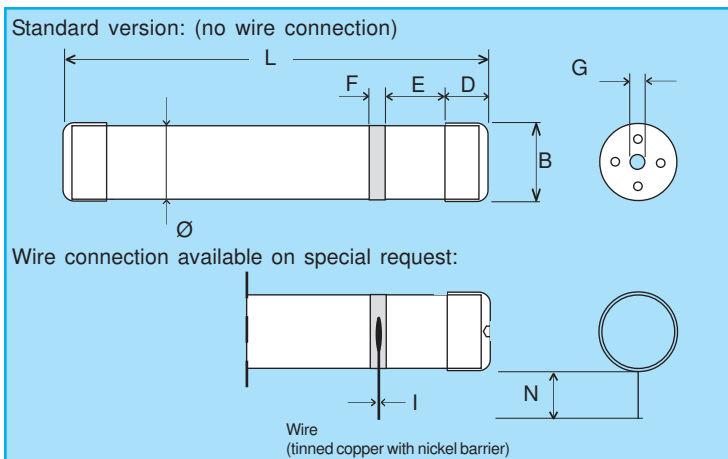 Standard version: (no wire connection)
L
G
F E D
B
Ø
Wire connection available on special request:
N
I
Wire
(tinned copper with nickel barrier)